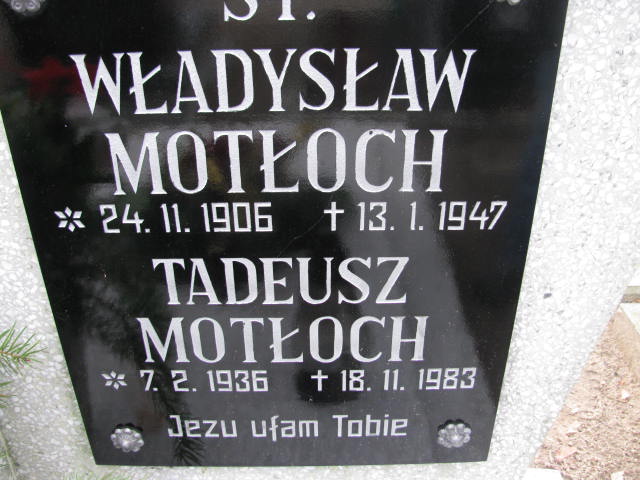 WŁADYSŁAW
MOTŁOCH
* 24. 11. 1906 † 13. 1. 1947
TADEUSZ
MOTŁOCH
* 7. 2. 1936 † 18. 11. 1983
Jezu ufam Tobie